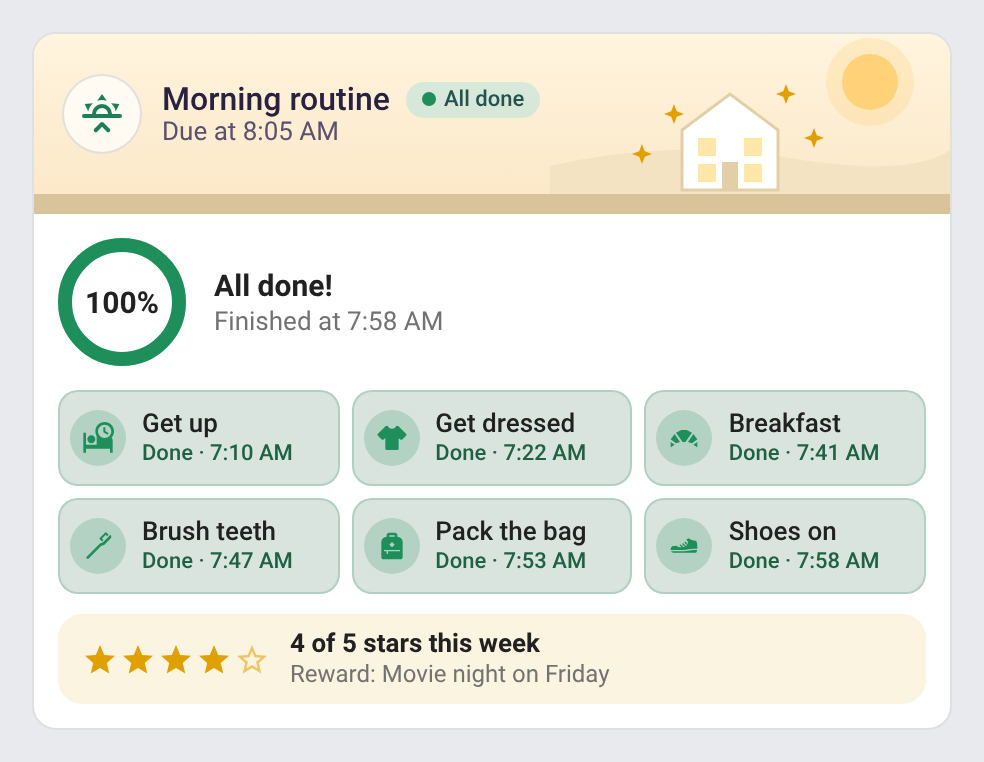 Morning routine
All done
Due at 8:05 AM
100%
All done!
Finished at 7:58 AM
Get up
Done · 7:10 AM
Get dressed
Done · 7:22 AM
Breakfast
Done · 7:41 AM
Brush teeth
Done · 7:47 AM
Pack the bag
Done · 7:53 AM
Shoes on
Done · 7:58 AM
4 of 5 stars this week
Reward: Movie night on Friday